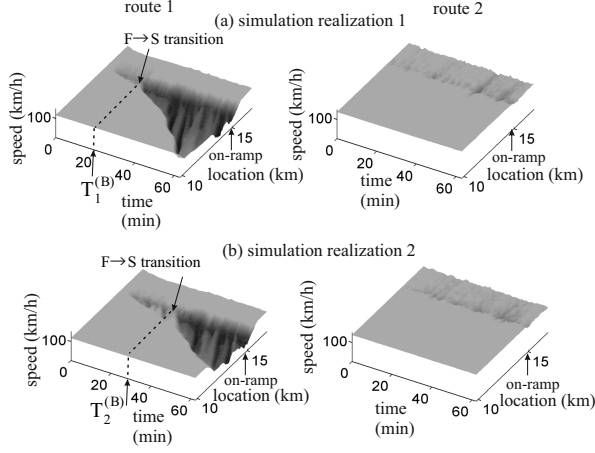 route 1
route 2
(a) simulation realization 1
F→S transition
speed (km/h)
100
0
20
40
60
T₁⁽ᴮ⁾
time
(min)
10
15
on-ramp
location (km)
speed (km/h)
100
0
20
40
60
time
(min)
10
15
on-ramp
location (km)
(b) simulation realization 2
F→S transition
speed (km/h)
100
0
20
40
60
T₂⁽ᴮ⁾
time
(min)
10
15
on-ramp
location (km)
speed (km/h)
100
0
20
40
60
time
(min)
10
15
on-ramp
location (km)